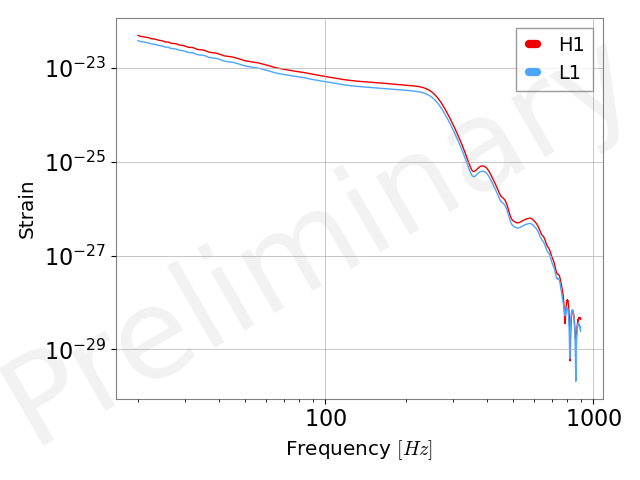 H1
L1
10^{-23}
10^{-25}
10^{-27}
10^{-29}
Strain
100
1000
Frequency [Hz]
Preliminary